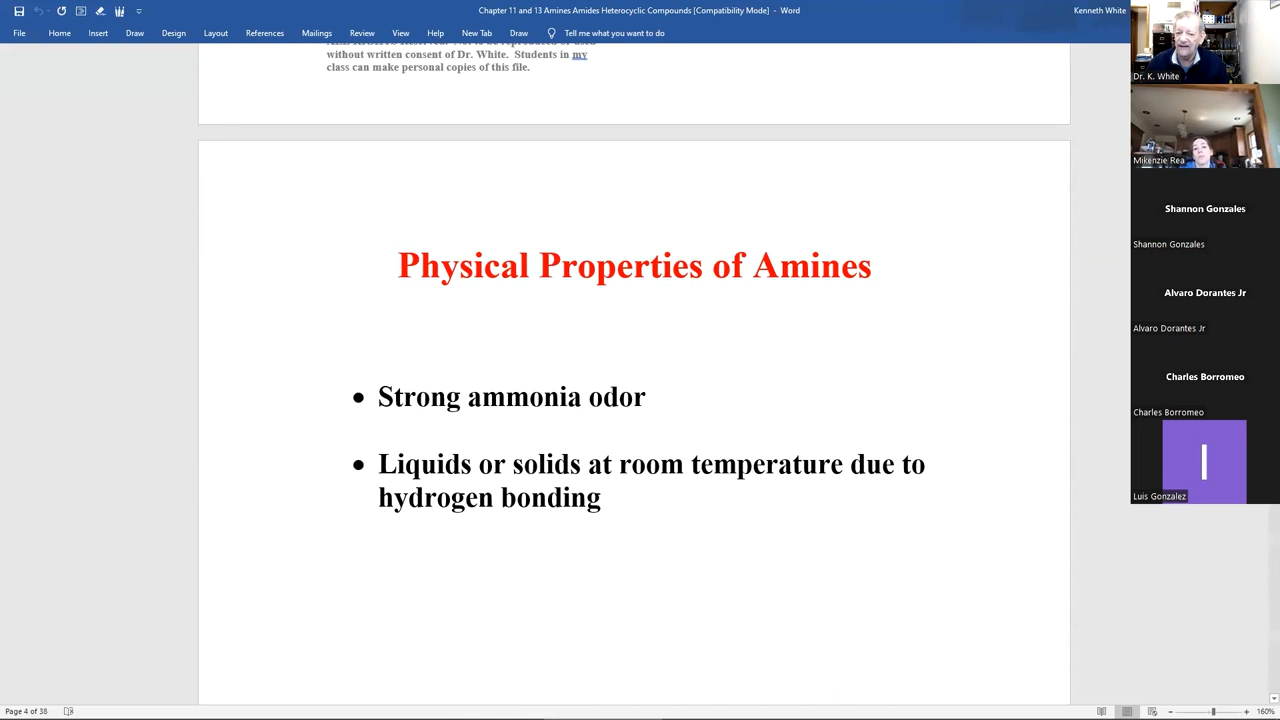 Chapter 11 and 13 Amines Amides Heterocyclic Compounds [Compatibility Mode] - Word
Kenneth White
File Home Insert Draw Design Layout References Mailings Review View Help New Tab Draw Tell me what you want to do
without written consent of Dr. White. Students in my
class can make personal copies of this file.
Physical Properties of Amines
• Strong ammonia odor
• Liquids or solids at room temperature due to
hydrogen bonding
Dr. K. White
Mikenzie Rea
Shannon Gonzales
Shannon Gonzales
Alvaro Dorantes Jr
Alvaro Dorantes Jr
Charles Borromeo
Charles Borromeo
l
Luis Gonzalez
Page 4 of 38
160%